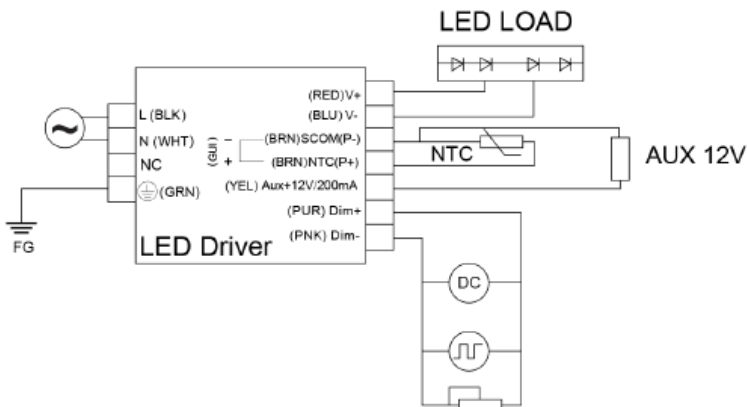 LED LOAD
(RED)V+
L (BLK)
(BLU) V-
N (WHT)
(GUI)
−
(BRN)SCOM(P-)
NC
+
(BRN)NTC(P+)
NTC
AUX 12V
(GRN)
(YEL) Aux+12V/200mA
(PUR) Dim+
FG
LED Driver
(PNK) Dim-
DC